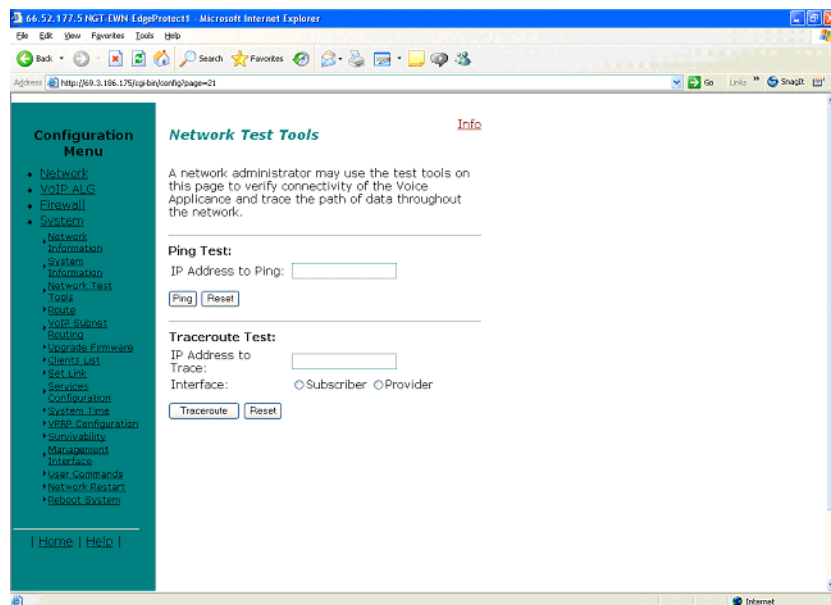 66.52.177.5 NGT-EWN-EdgeProtect1 - Microsoft Internet Explorer
File Edit View Favorites Tools Help
Back Search Favorites
Address http://69.3.186.175/cgi-bin/config?page=21 Go Links » SnagIt
Configuration
Menu
Network
VoIP ALG
Firewall
System
Network
Information
System
Information
Network Test
Tools
Route
VoIP Subnet
Routing
Upgrade Firmware
Clients List
Set Link
Services
Configuration
System Time
VRRP Configuration
Survivability
Management
Interface
User Commands
Network Restart
Reboot System
| Home | Help |
Info
Network Test Tools
A network administrator may use the test tools on
this page to verify connectivity of the Voice
Applicance and trace the path of data throughout
the network.
Ping Test:
IP Address to Ping:
Ping Reset
Traceroute Test:
IP Address to
Trace:
Interface: Subscriber Provider
Traceroute Reset
Internet